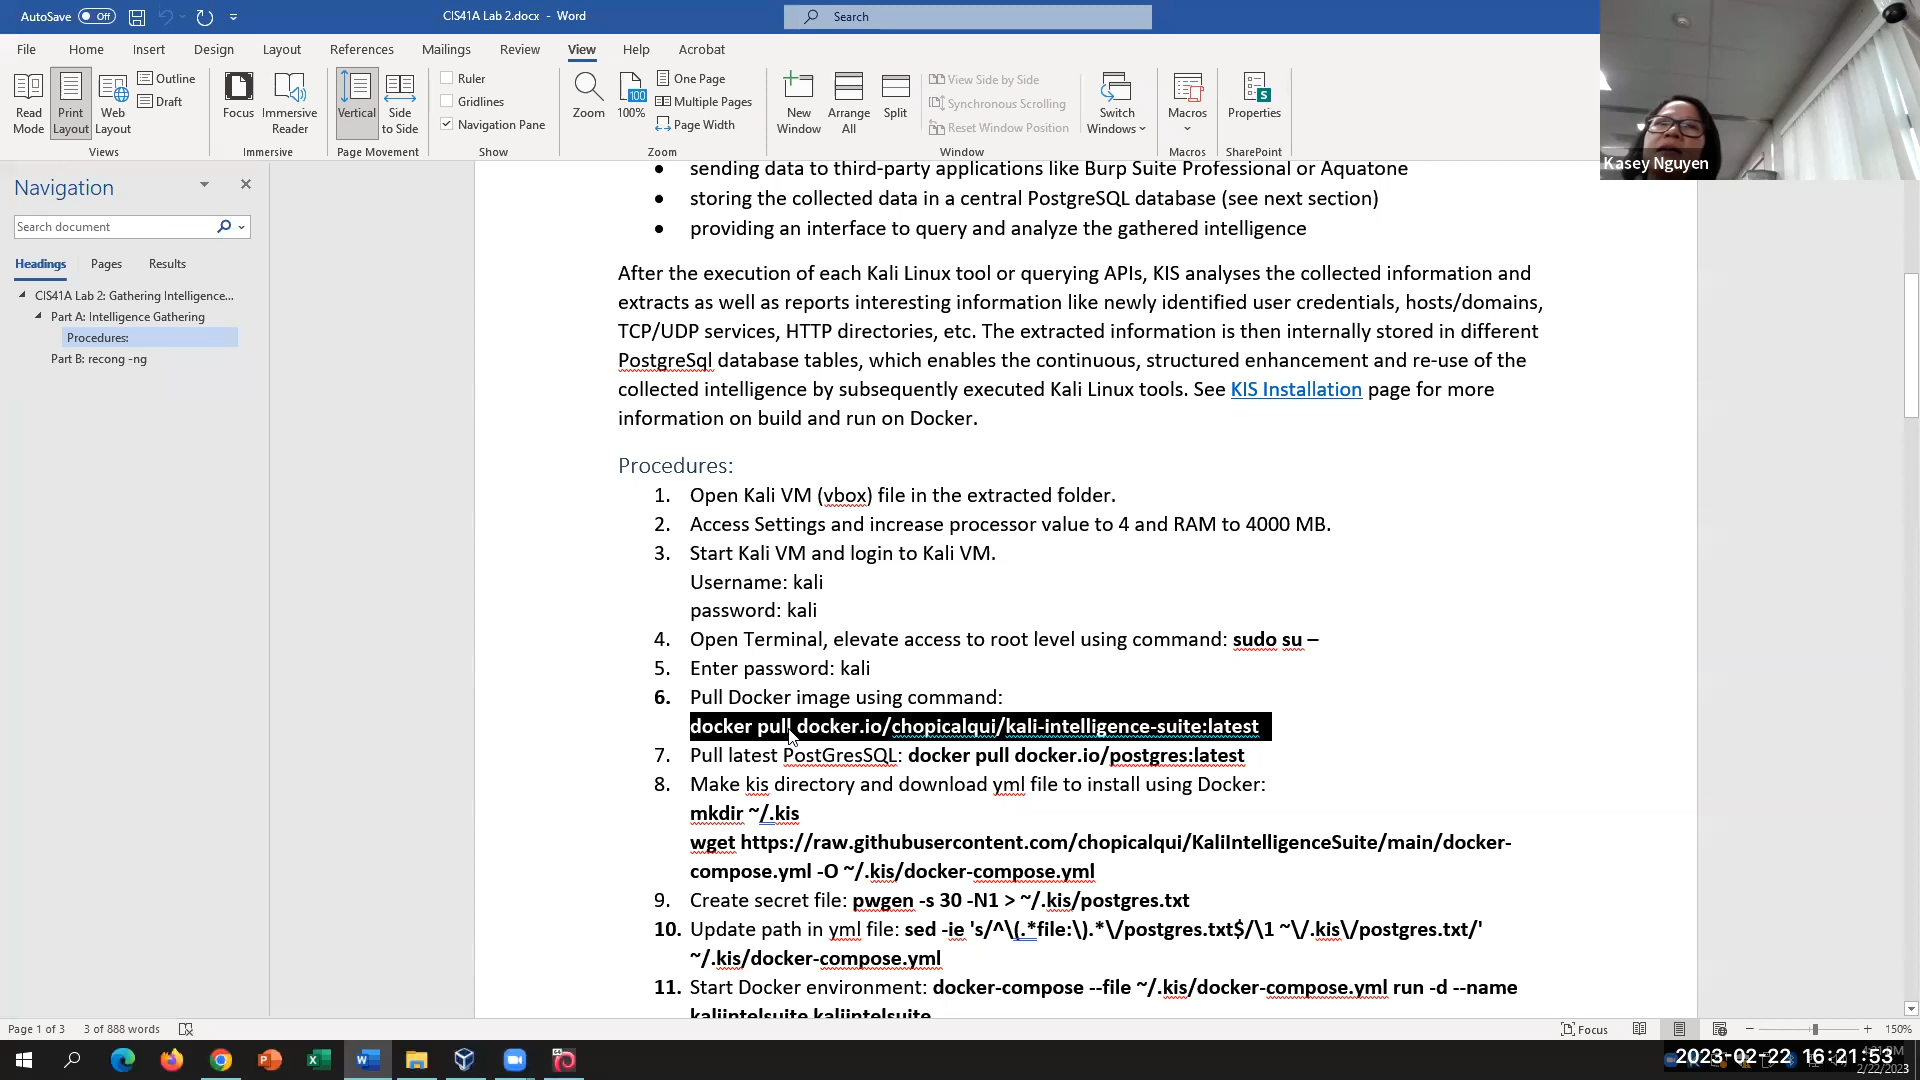 AutoSave Off
CIS41A Lab 2.docx - Word
Search
File Home Insert Design Layout References Mailings Review View Help Acrobat
Read Mode
Print Layout
Web Layout
Outline
Draft
Views
Focus
Immersive Reader
Immersive
Vertical
Side to Side
Page Movement
Ruler
Gridlines
Navigation Pane
Show
Zoom
100
100%
One Page
Multiple Pages
Page Width
Zoom
New Window
Arrange All
Split
View Side by Side
Synchronous Scrolling
Reset Window Position
Switch Windows
Window
Macros
Macros
Properties
SharePoint
Kasey Nguyen
Navigation
Search document
Headings Pages Results
CIS41A Lab 2: Gathering Intelligence...
Part A: Intelligence Gathering
Procedures:
Part B: recong -ng
• sending data to third-party applications like Burp Suite Professional or Aquatone
• storing the collected data in a central PostgreSQL database (see next section)
• providing an interface to query and analyze the gathered intelligence
After the execution of each Kali Linux tool or querying APIs, KIS analyses the collected information and
extracts as well as reports interesting information like newly identified user credentials, hosts/domains,
TCP/UDP services, HTTP directories, etc. The extracted information is then internally stored in different
PostgreSql database tables, which enables the continuous, structured enhancement and re-use of the
collected intelligence by subsequently executed Kali Linux tools. See KIS Installation page for more
information on build and run on Docker.
Procedures:
1. Open Kali VM (vbox) file in the extracted folder.
2. Access Settings and increase processor value to 4 and RAM to 4000 MB.
3. Start Kali VM and login to Kali VM.
Username: kali
password: kali
4. Open Terminal, elevate access to root level using command: sudo su –
5. Enter password: kali
6. Pull Docker image using command:
docker pull docker.io/chopicalqui/kali-intelligence-suite:latest
7. Pull latest PostGresSQL: docker pull docker.io/postgres:latest
8. Make kis directory and download yml file to install using Docker:
mkdir ~/.kis
wget https://raw.githubusercontent.com/chopicalqui/KaliIntelligenceSuite/main/docker-
compose.yml -O ~/.kis/docker-compose.yml
9. Create secret file: pwgen -s 30 -N1 > ~/.kis/postgres.txt
10. Update path in yml file: sed -ie 's/^\(.*file:\).*\/postgres.txt$/\1 ~\/.kis\/postgres.txt/'
~/.kis/docker-compose.yml
11. Start Docker environment: docker-compose --file ~/.kis/docker-compose.yml run -d --name
kaliintelsuite kaliintelsuite
Page 1 of 3 3 of 888 words
Focus
150%
2023-02-22 16:21:53
2/22/2023